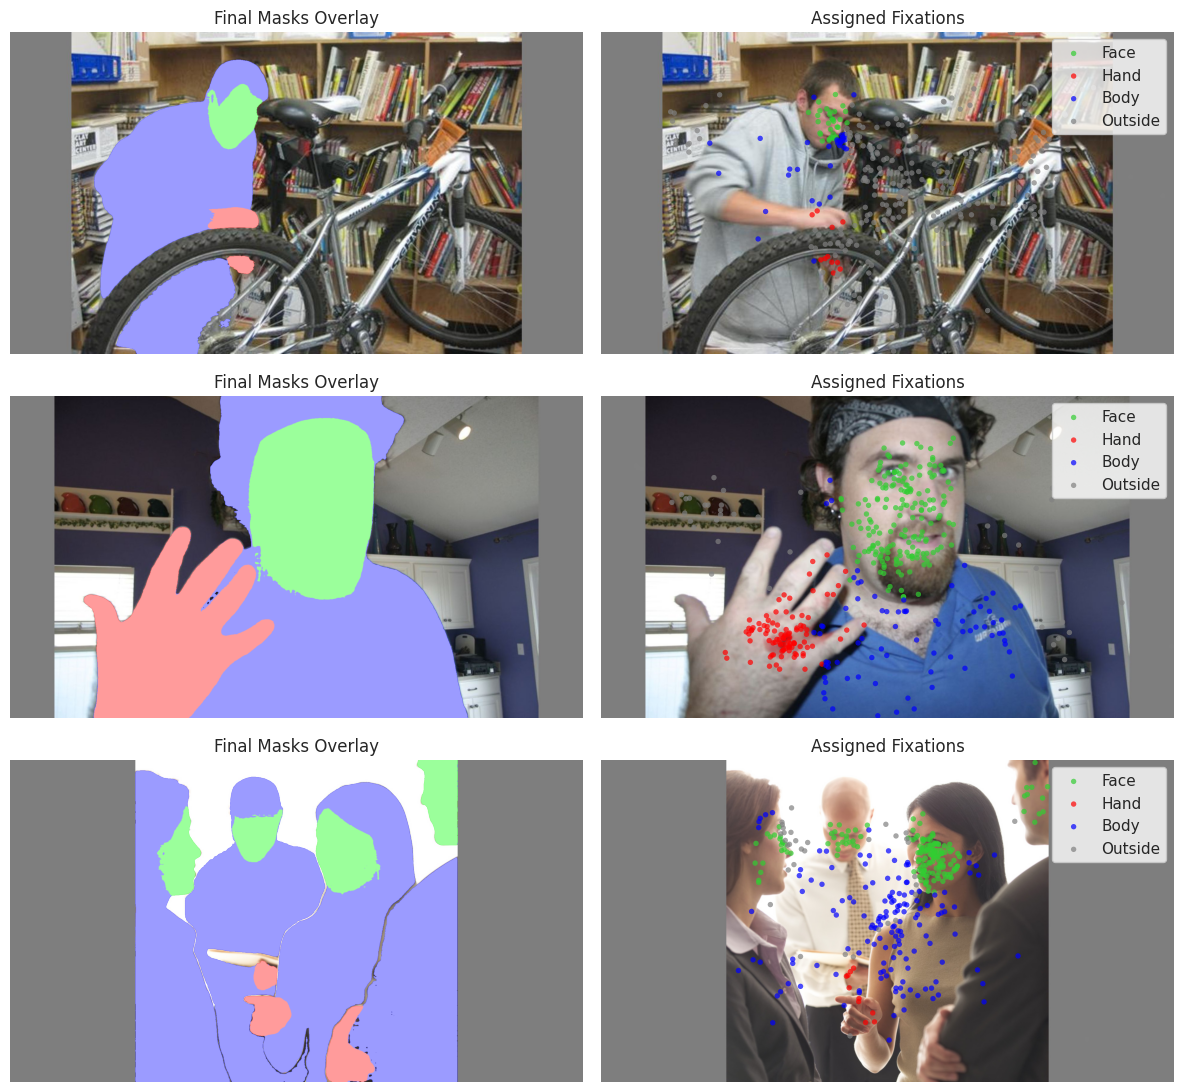 Final Masks Overlay
Assigned Fixations
Face
Hand
Body
Outside
Final Masks Overlay
Assigned Fixations
Face
Hand
Body
Outside
Final Masks Overlay
Assigned Fixations
Face
Hand
Body
Outside